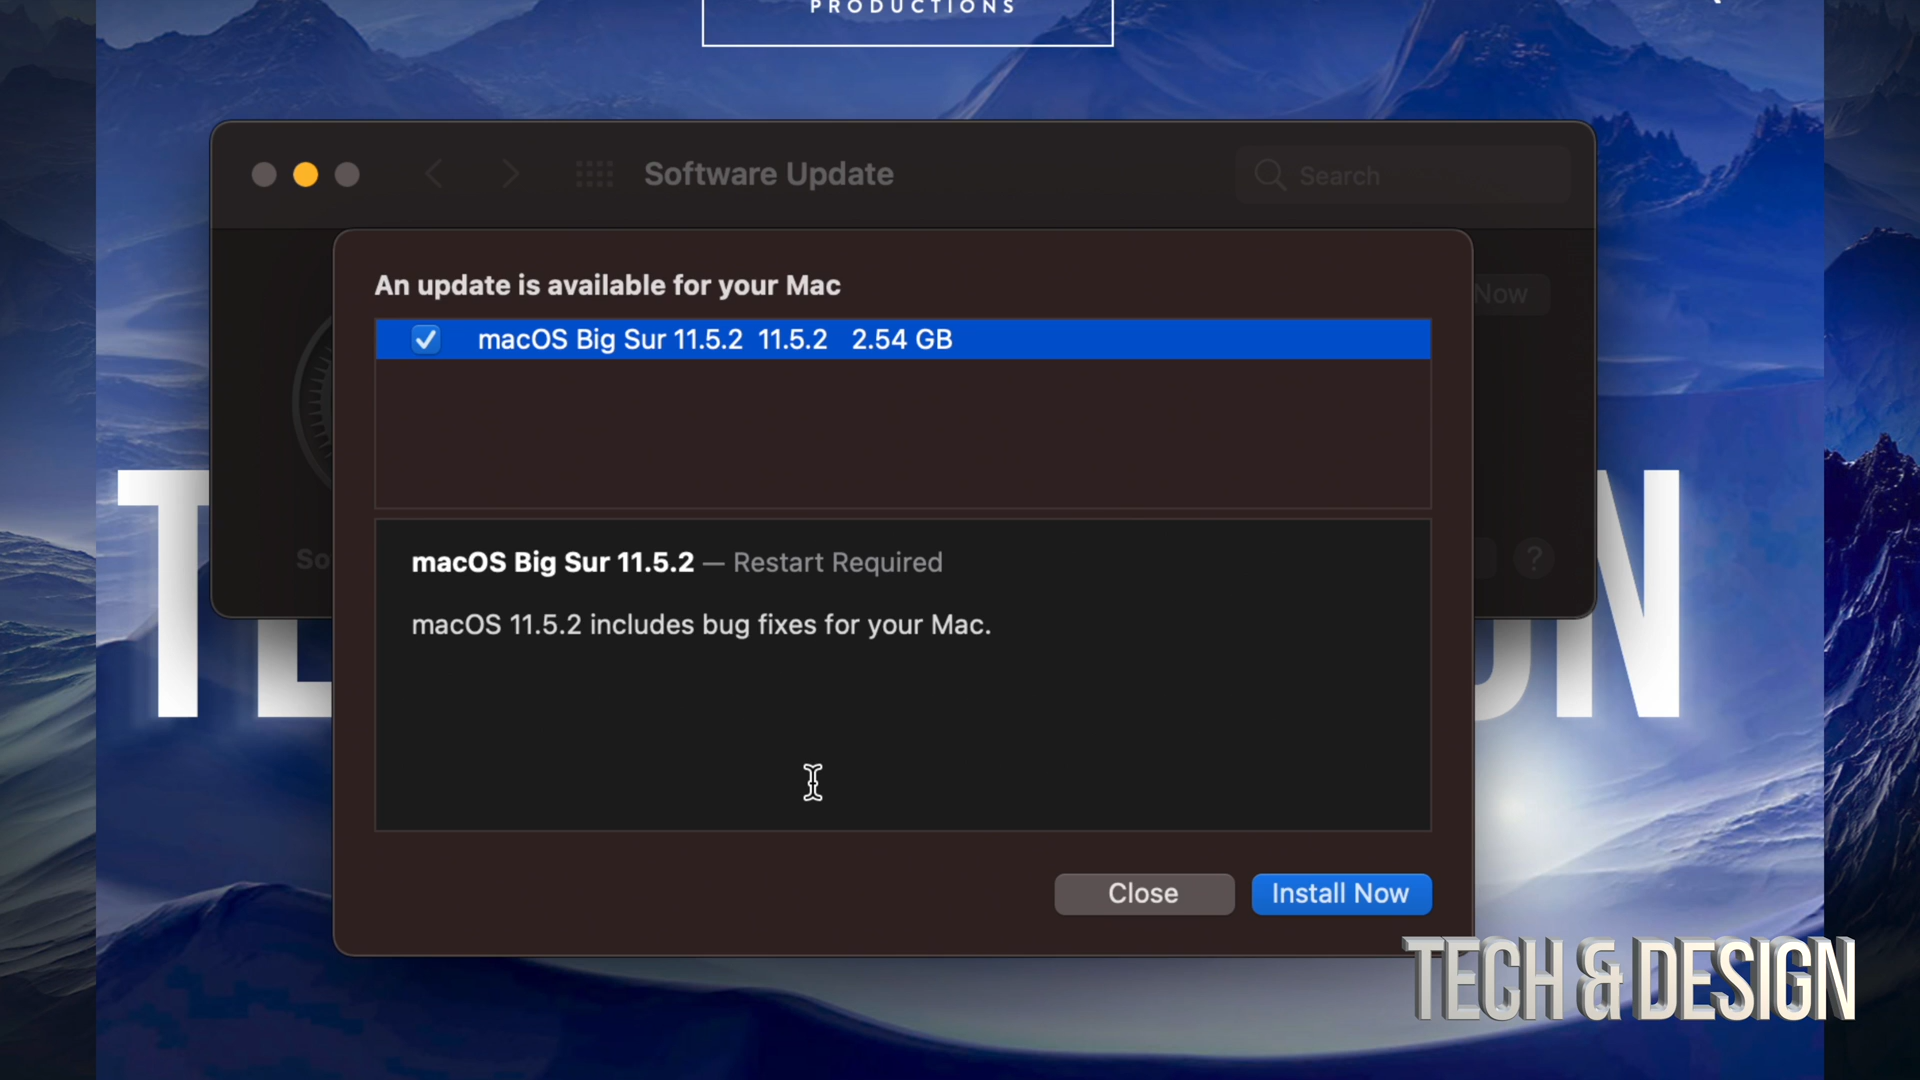 PRODUCTIONS
Software Update
Search
An update is available for your Mac
Now
macOS Big Sur 11.5.2 11.5.2 2.54 GB
macOS Big Sur 11.5.2 — Restart Required
So
?
macOS 11.5.2 includes bug fixes for your Mac.
Close
Install Now
TECH & DESIGN